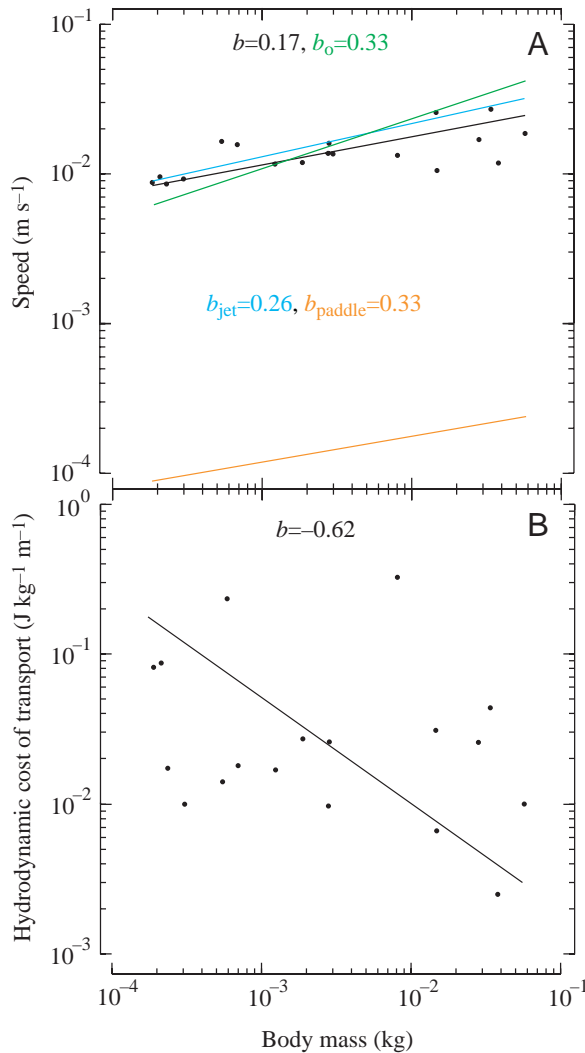 10⁻¹
A
b=0.17, bₒ=0.33
10⁻²
Speed (m s⁻¹)
b_jet=0.26, b_paddle=0.33
10⁻³
10⁻⁴
10⁰
B
b=–0.62
10⁻¹
Hydrodynamic cost of transport (J kg⁻¹ m⁻¹)
10⁻²
10⁻³
10⁻⁴ 10⁻³ 10⁻² 10⁻¹
Body mass (kg)